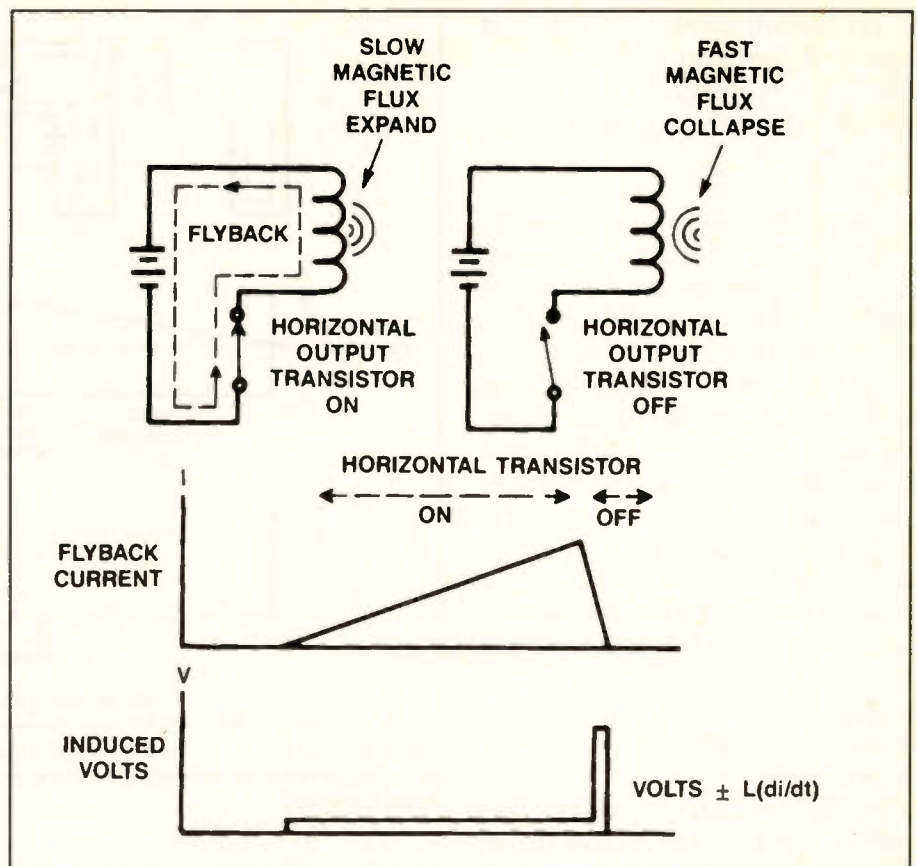 SLOW
MAGNETIC
FLUX
EXPAND
FAST
MAGNETIC
FLUX
COLLAPSE
FLYBACK
HORIZONTAL
OUTPUT
TRANSISTOR
ON
HORIZONTAL
OUTPUT
TRANSISTOR
OFF
HORIZONTAL TRANSISTOR
ON
OFF
I
FLYBACK
CURRENT
V
INDUCED
VOLTS
VOLTS ± L(di/dt)